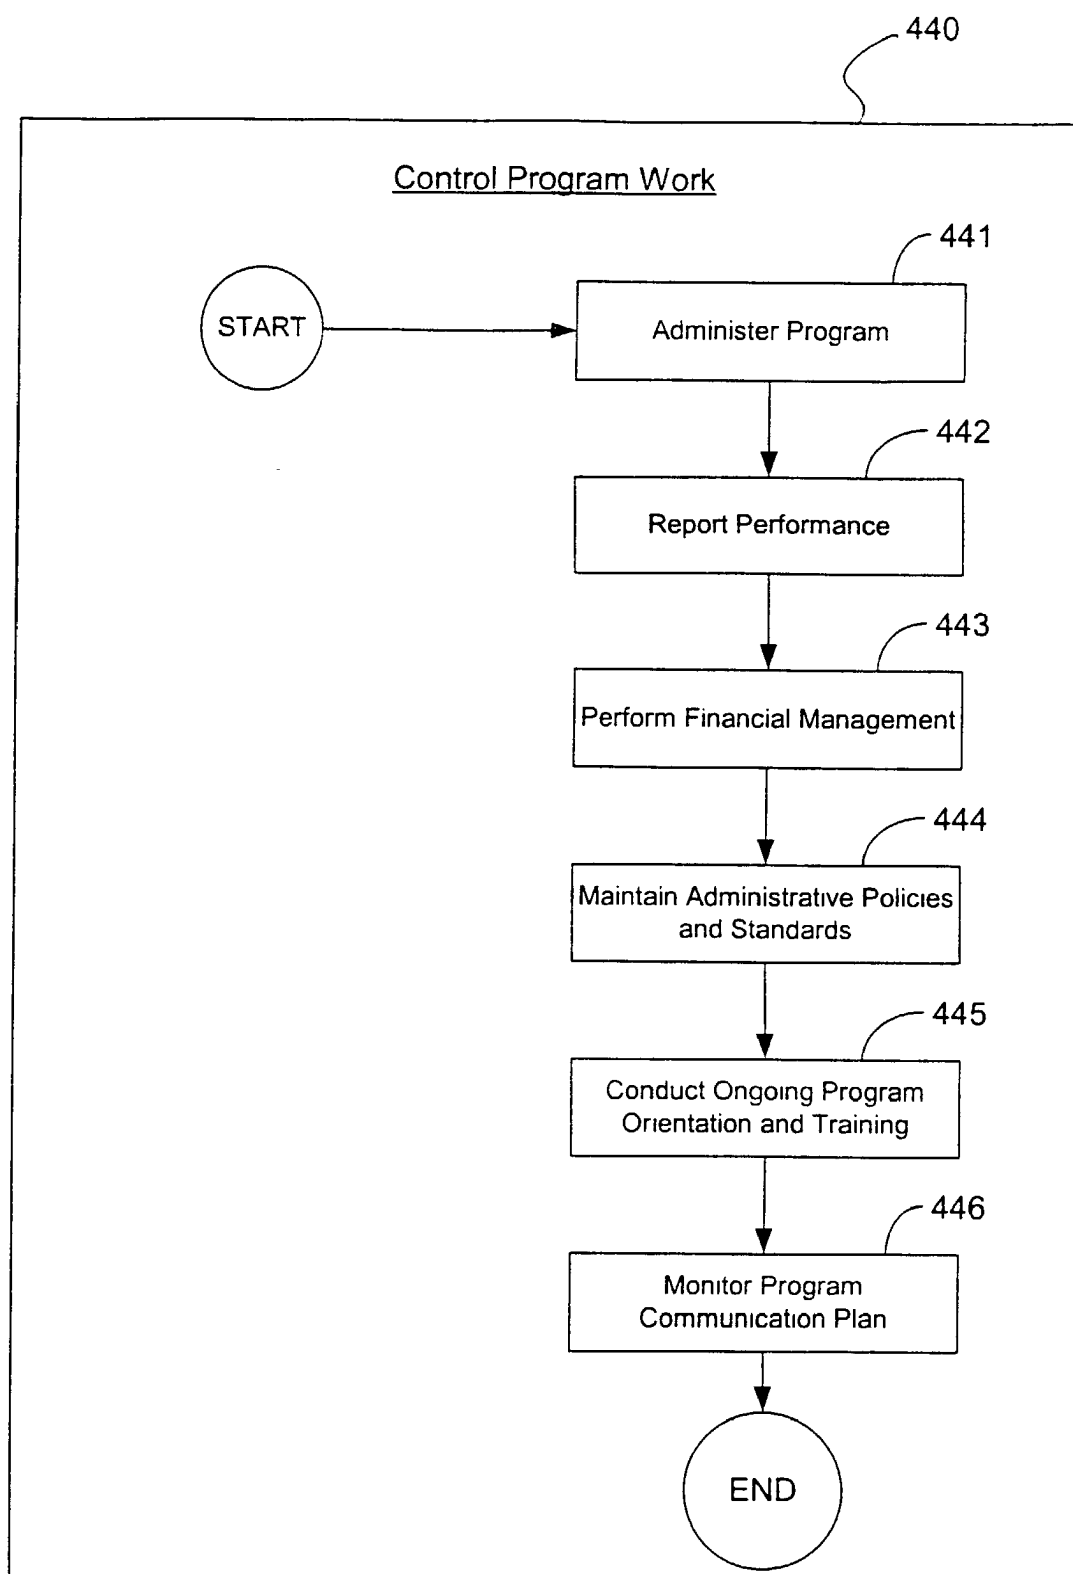 440
Control Program Work
441
START
Administer Program
442
Report Performance
443
Perform Financial Management
444
Maintain Administrative Policies
and Standards
445
Conduct Ongoing Program
Orientation and Training
446
Monitor Program
Communication Plan
END